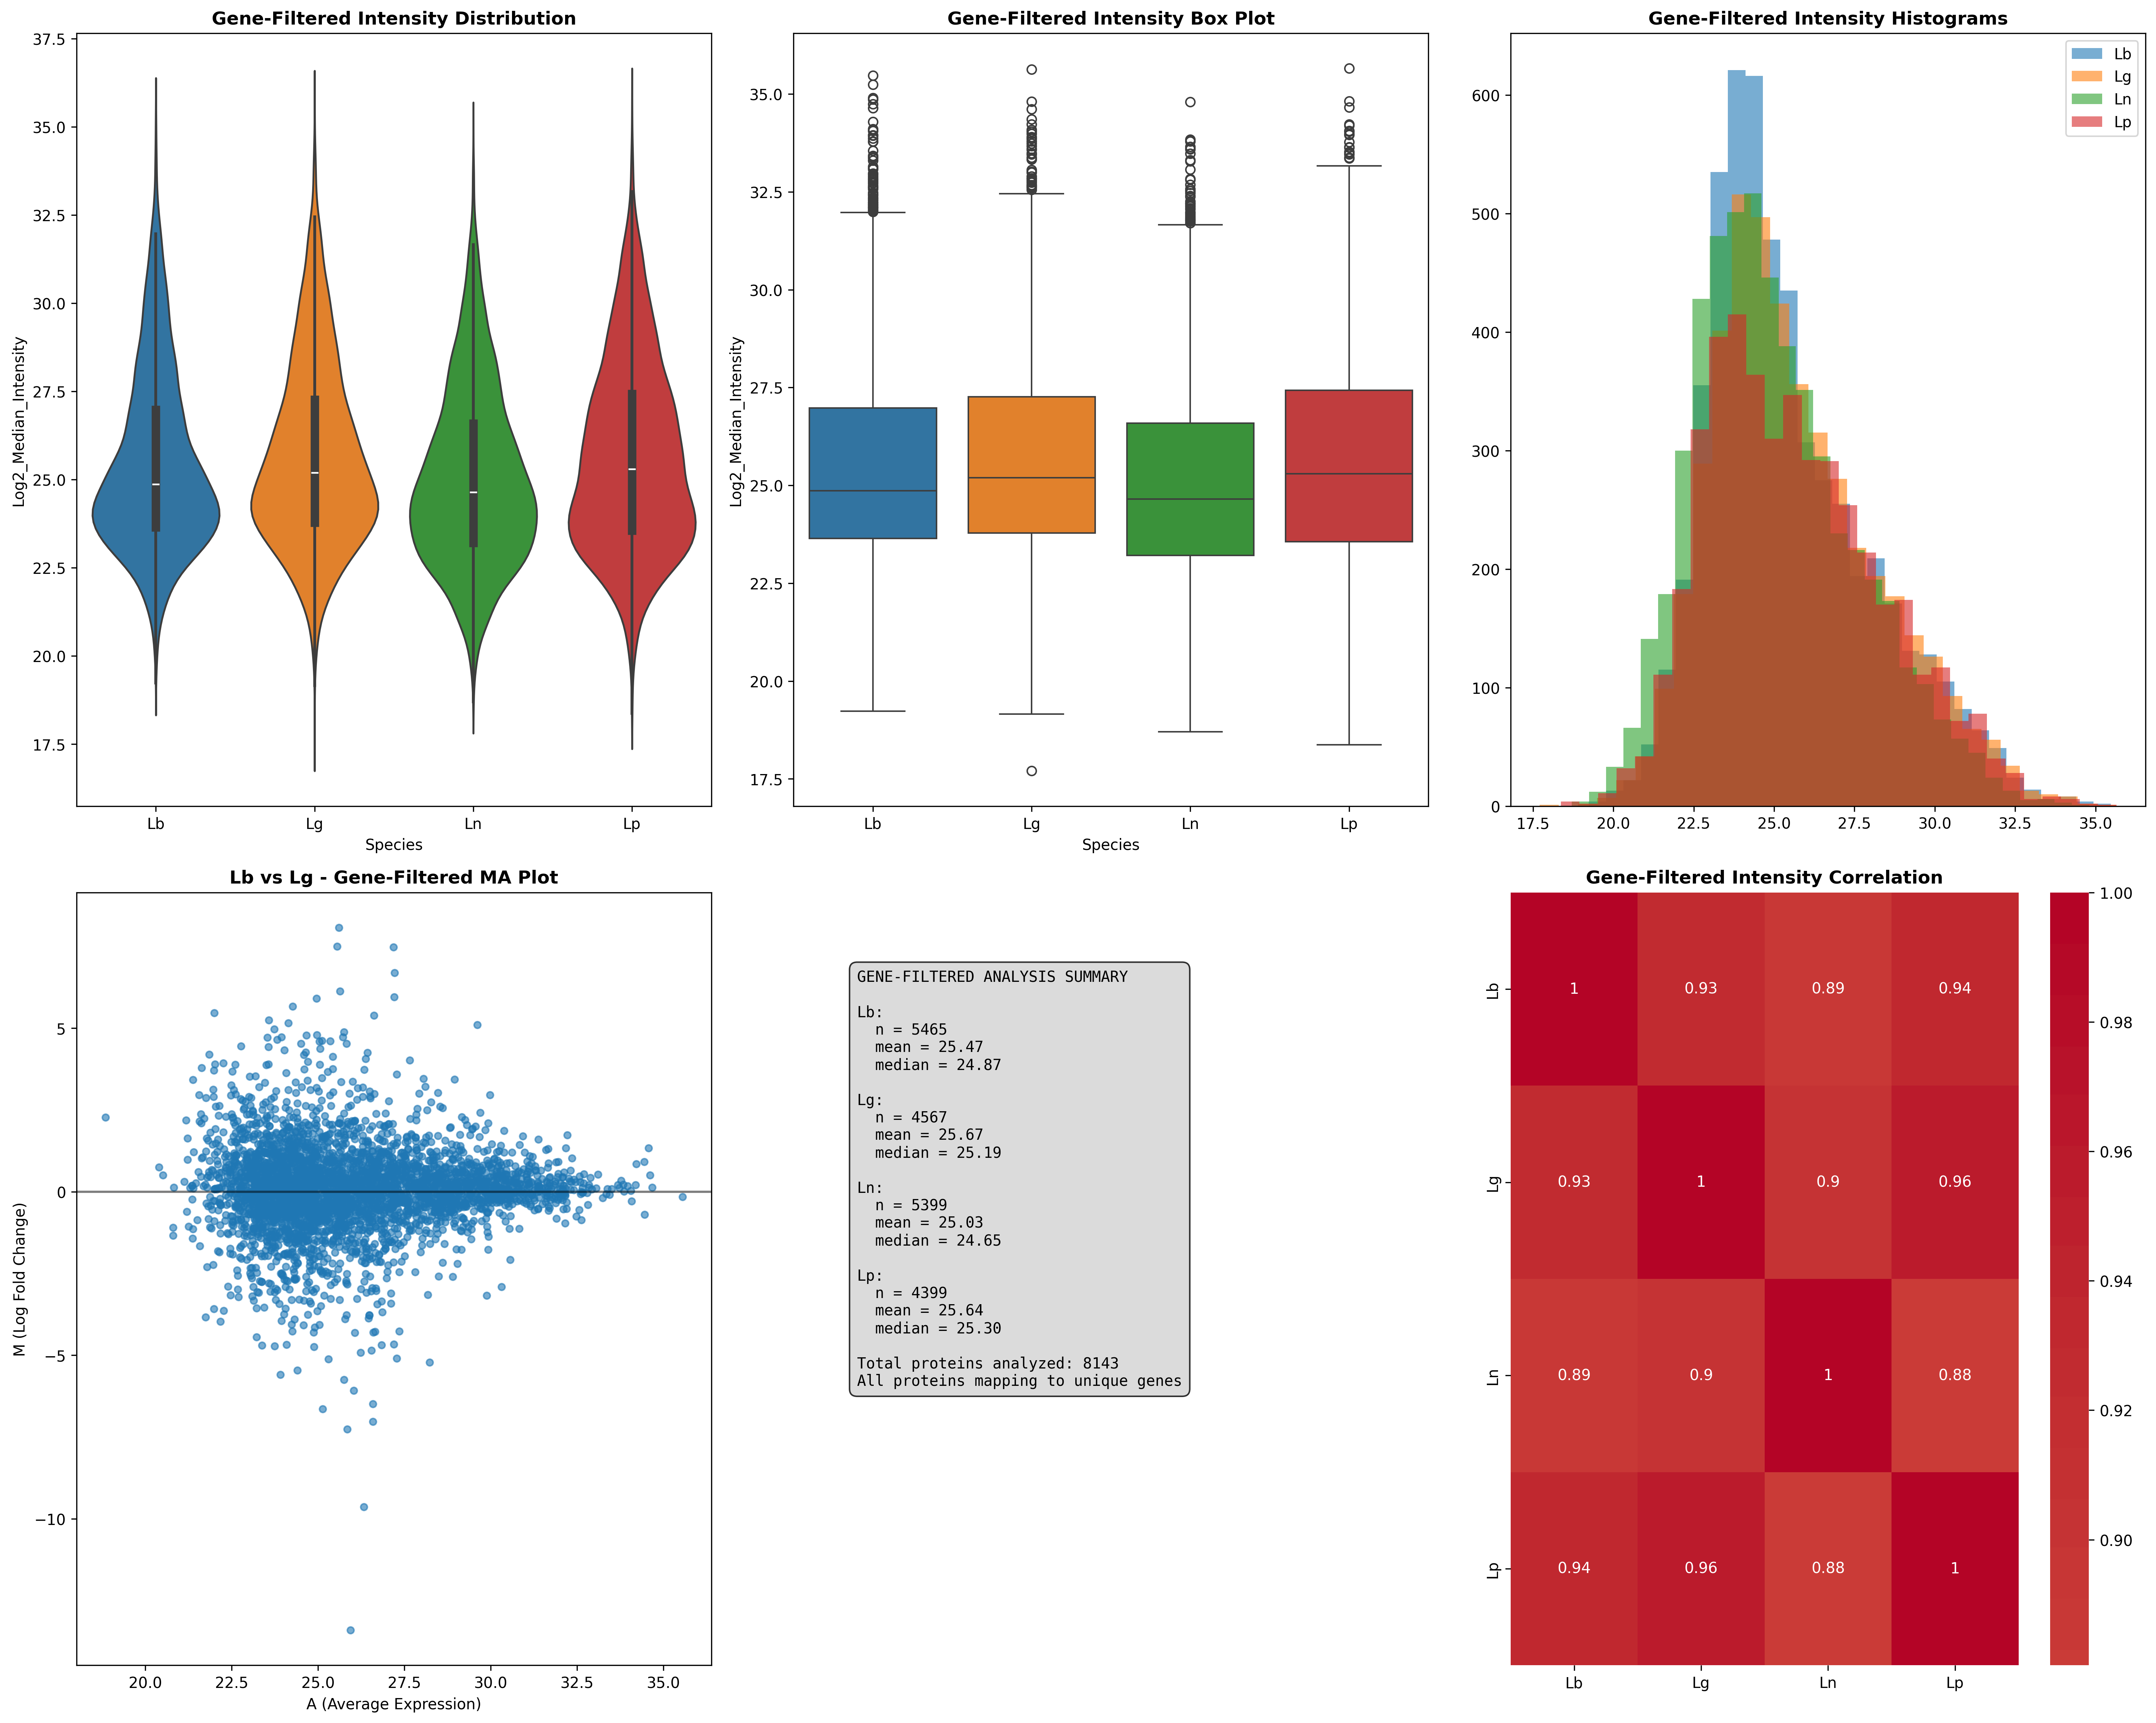 Gene-Filtered Intensity Distribution
37.5
35.0
32.5
30.0
27.5
25.0
22.5
20.0
17.5
Log2_Median_Intensity
Lb
Lg
Ln
Lp
Species
Gene-Filtered Intensity Box Plot
35.0
32.5
30.0
27.5
25.0
22.5
20.0
17.5
Log2_Median_Intensity
Lb
Lg
Ln
Lp
Species
Gene-Filtered Intensity Histograms
Lb
Lg
Ln
Lp
600
500
400
300
200
100
0
17.5
20.0
22.5
25.0
27.5
30.0
32.5
35.0
Lb vs Lg - Gene-Filtered MA Plot
5
0
−5
−10
M (Log Fold Change)
20.0
22.5
25.0
27.5
30.0
32.5
35.0
A (Average Expression)
GENE-FILTERED ANALYSIS SUMMARY
Lb:
n = 5465
mean = 25.47
median = 24.87
Lg:
n = 4567
mean = 25.67
median = 25.19
Ln:
n = 5399
mean = 25.03
median = 24.65
Lp:
n = 4399
mean = 25.64
median = 25.30
Total proteins analyzed: 8143
All proteins mapping to unique genes
Gene-Filtered Intensity Correlation
Lb
1
0.93
0.89
0.94
Lg
0.93
1
0.9
0.96
Ln
0.89
0.9
1
0.88
Lp
0.94
0.96
0.88
1
Lb
Lg
Ln
Lp
1.00
0.98
0.96
0.94
0.92
0.90